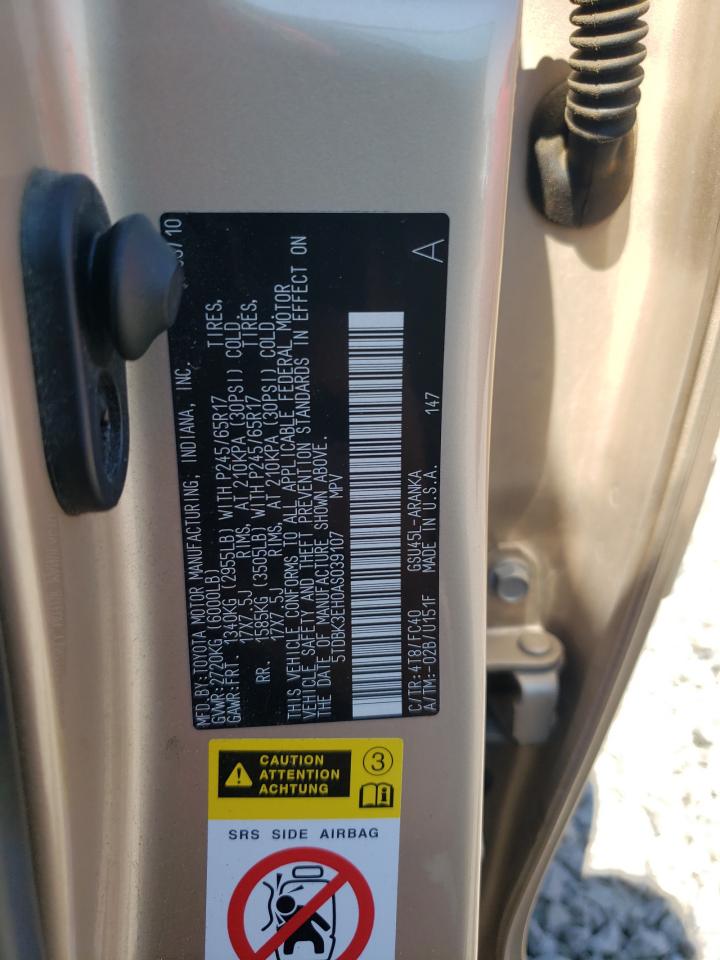 MFD.BY:TOYOTA MOTOR MANUFACTURING, INDIANA, INC. /10
GVWR:2720KG (6000LB)
GAWR:FRT. 1340KG (2955LB) WITH P245/65R17 TIRES,
17X7.5J RIMS, AT 210KPA (30PSI) COLD.
RR. 1585KG (3505LB) WITH P245/65R17 TIRES,
17X7.5J RIMS, AT 210KPA (30PSI) COLD.
THIS VEHICLE CONFORMS TO ALL APPLICABLE FEDERAL MOTOR
VEHICLE SAFETY AND THEFT PREVENTION STANDARDS IN EFFECT ON
THE DATE OF MANUFACTURE SHOWN ABOVE.
5TDBK3EH0AS039107 MPV
C/TR:4T8/FC40 GSU45L-ARANKA
A/TM:-02B/U151F MADE IN U.S.A. 147 A
CAUTION
ATTENTION
ACHTUNG
3
SRS SIDE AIRBAG